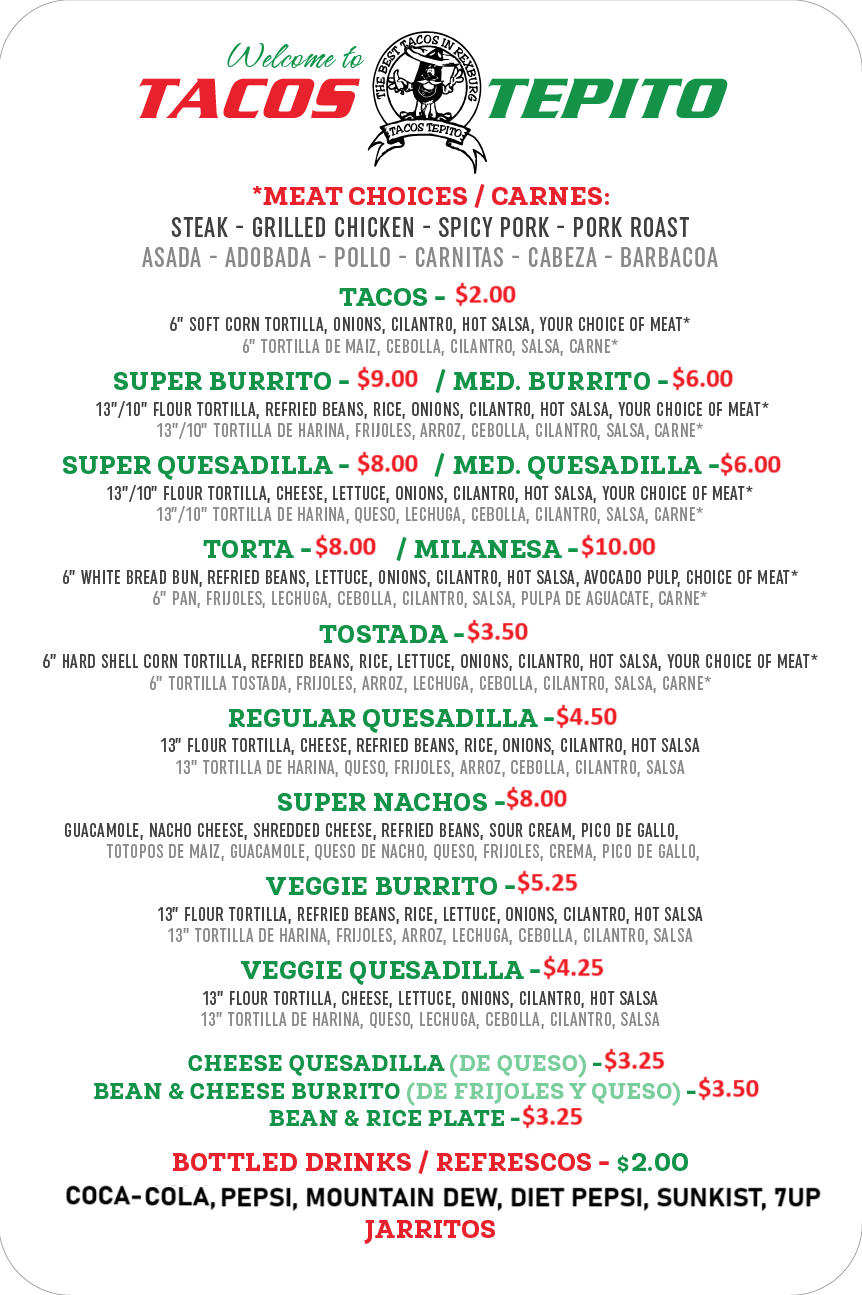 Welcome to
TACOS TEPITO
THE BEST TACOS IN REXBURG
TACOS TEPITO
*MEAT CHOICES / CARNES:
STEAK - GRILLED CHICKEN - SPICY PORK - PORK ROAST
ASADA - ADOBADA - POLLO - CARNITAS - CABEZA - BARBACOA
TACOS - $2.00
6” SOFT CORN TORTILLA, ONIONS, CILANTRO, HOT SALSA, YOUR CHOICE OF MEAT*
6” TORTILLA DE MAIZ, CEBOLLA, CILANTRO, SALSA, CARNE*
SUPER BURRITO - $9.00 / MED. BURRITO - $6.00
13”/10” FLOUR TORTILLA, REFRIED BEANS, RICE, ONIONS, CILANTRO, HOT SALSA, YOUR CHOICE OF MEAT*
13”/10” TORTILLA DE HARINA, FRIJOLES, ARROZ, CEBOLLA, CILANTRO, SALSA, CARNE*
SUPER QUESADILLA - $8.00 / MED. QUESADILLA -$6.00
13”/10” FLOUR TORTILLA, CHEESE, LETTUCE, ONIONS, CILANTRO, HOT SALSA, YOUR CHOICE OF MEAT*
13”/10” TORTILLA DE HARINA, QUESO, LECHUGA, CEBOLLA, CILANTRO, SALSA, CARNE*
TORTA - $8.00 / MILANESA - $10.00
6” WHITE BREAD BUN, REFRIED BEANS, LETTUCE, ONIONS, CILANTRO, HOT SALSA, AVOCADO PULP, CHOICE OF MEAT*
6” PAN, FRIJOLES, LECHUGA, CEBOLLA, CILANTRO, SALSA, PULPA DE AGUACATE, CARNE*
TOSTADA - $3.50
6” HARD SHELL CORN TORTILLA, REFRIED BEANS, RICE, LETTUCE, ONIONS, CILANTRO, HOT SALSA, YOUR CHOICE OF MEAT*
6” TORTILLA TOSTADA, FRIJOLES, ARROZ, LECHUGA, CEBOLLA, CILANTRO, SALSA, CARNE*
REGULAR QUESADILLA - $4.50
13” FLOUR TORTILLA, CHEESE, REFRIED BEANS, RICE, ONIONS, CILANTRO, HOT SALSA
13” TORTILLA DE HARINA, QUESO, FRIJOLES, ARROZ, CEBOLLA, CILANTRO, SALSA
SUPER NACHOS - $8.00
GUACAMOLE, NACHO CHEESE, SHREDDED CHEESE, REFRIED BEANS, SOUR CREAM, PICO DE GALLO,
TOTOPOS DE MAIZ, GUACAMOLE, QUESO DE NACHO, QUESO, FRIJOLES, CREMA, PICO DE GALLO,
VEGGIE BURRITO - $5.25
13” FLOUR TORTILLA, REFRIED BEANS, RICE, LETTUCE, ONIONS, CILANTRO, HOT SALSA
13” TORTILLA DE HARINA, FRIJOLES, ARROZ, LECHUGA, CEBOLLA, CILANTRO, SALSA
VEGGIE QUESADILLA - $4.25
13” FLOUR TORTILLA, CHEESE, LETTUCE, ONIONS, CILANTRO, HOT SALSA
13” TORTILLA DE HARINA, QUESO, LECHUGA, CEBOLLA, CILANTRO, SALSA
CHEESE QUESADILLA (DE QUESO) - $3.25
BEAN & CHEESE BURRITO (DE FRIJOLES Y QUESO) - $3.50
BEAN & RICE PLATE - $3.25
BOTTLED DRINKS / REFRESCOS - $2.00
COCA-COLA, PEPSI, MOUNTAIN DEW, DIET PEPSI, SUNKIST, 7UP
JARRITOS